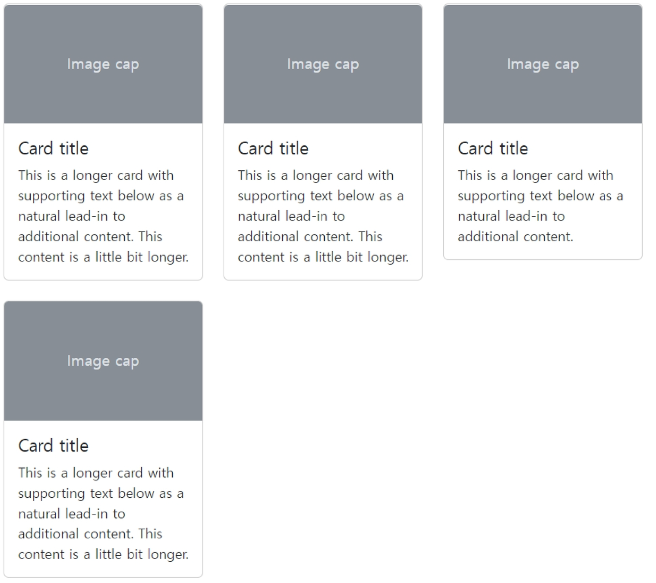 Image cap
Card title
This is a longer card with
supporting text below as a
natural lead-in to
additional content. This
content is a little bit longer.
Image cap
Card title
This is a longer card with
supporting text below as a
natural lead-in to
additional content. This
content is a little bit longer.
Image cap
Card title
This is a longer card with
supporting text below as a
natural lead-in to
additional content.
Image cap
Card title
This is a longer card with
supporting text below as a
natural lead-in to
additional content. This
content is a little bit longer.